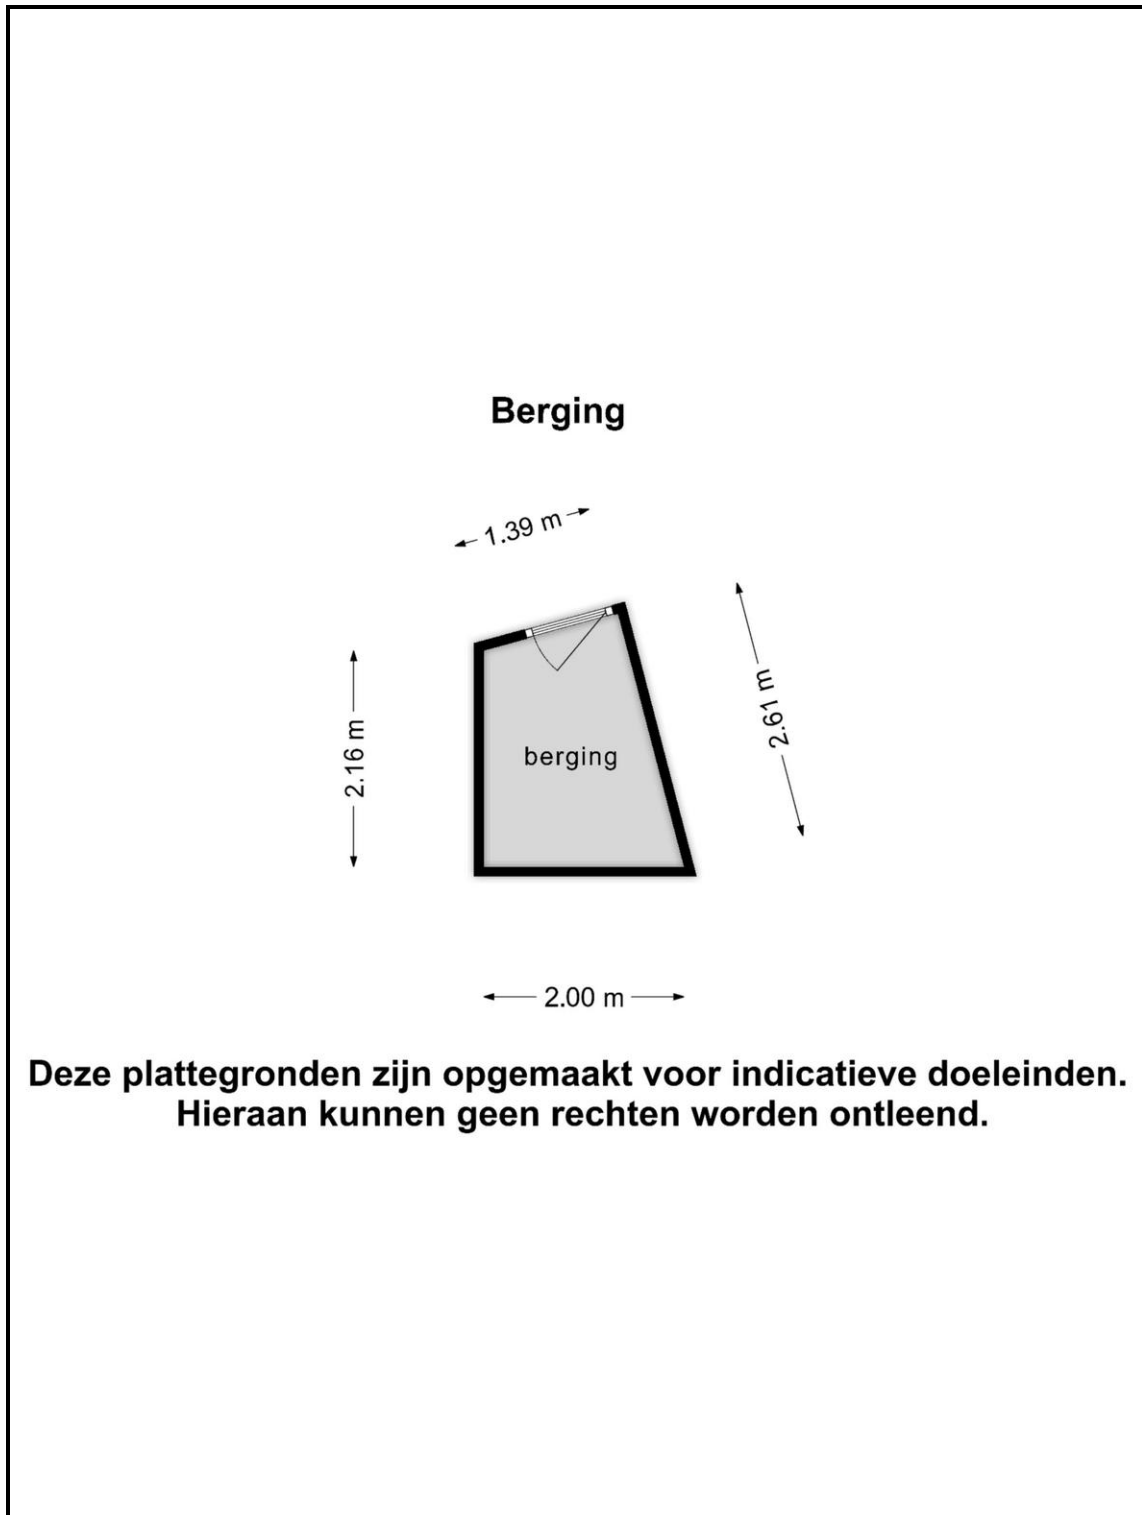 Berging
1.39 m
2.61 m
2.16 m
berging
2.00 m
Deze plattegronden zijn opgemaakt voor indicatieve doeleinden.
Hieraan kunnen geen rechten worden ontleend.